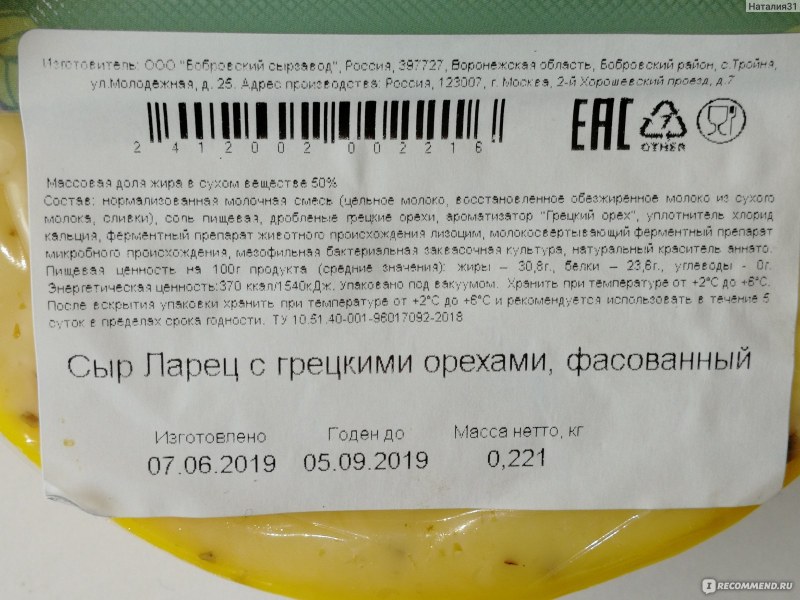 Наталия31
Изготовитель: ООО "Бобровский сырзавод", Россия, 397727, Воронежская область, Бобровский район, с.Тройня,
ул.Молодежная, д. 25. Адрес производства: Россия, 123007, г. Москва, 2-й Хорошевский проезд, д.7
2 412002 002216
EAC
7
OTHER
Массовая доля жира в сухом веществе 50%
Состав: нормализованная молочная смесь (цельное молоко, восстановленное обезжиренное молоко из сухого
молока, сливки), соль пищевая, дробленые грецкие орехи, ароматизатор "Грецкий орех", уплотнитель хлорид
кальция, ферментный препарат животного происхождения лизоцим, молокосвертывающий ферментный препарат
микробного происхождения, мезофильная бактериальная заквасочная культура, натуральный краситель аннато.
Пищевая ценность на 100г продукта (средние значения): жиры – 30,8г., белки – 23,6г., углеводы - 0г.
Энергетическая ценность:370 ккал/1540кДж. Упаковано под вакуумом. Хранить при температуре от +2°С до +6°С.
После вскрытия упаковки хранить при температуре от +2°С до +6°С и рекомендуется использовать в течение 5
суток в пределах срока годности. ТУ 10.51.40-001-96017092-2018
Сыр Ларец с грецкими орехами, фасованный
Изготовлено Годен до Масса нетто, кг
07.06.2019 05.09.2019 0,221
IRECOMMEND.RU